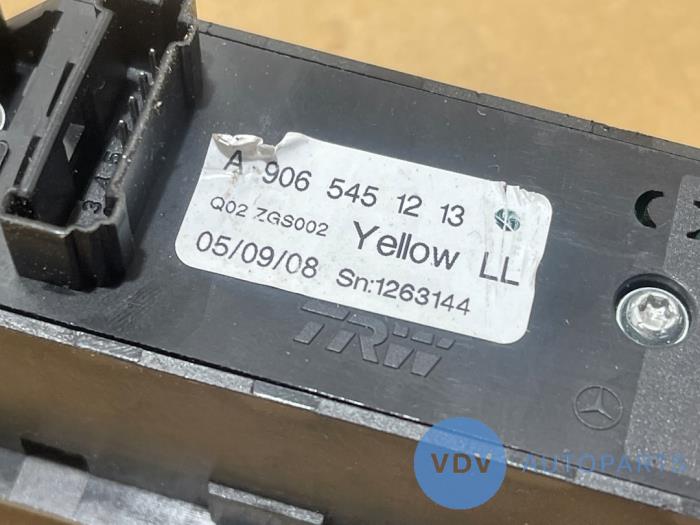 A 906 545 12 13
Q02 ZGS002 Yellow LL
05/09/08 Sn:1263144
TRW
VDV AUTOPARTS